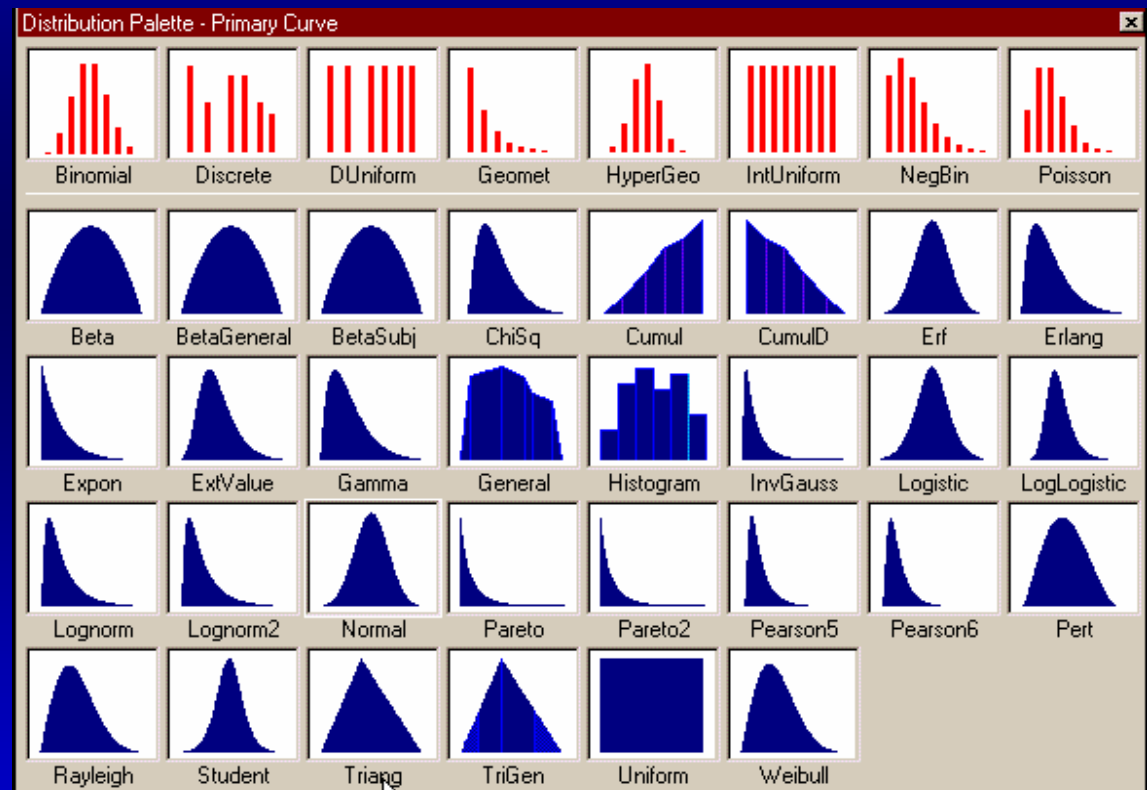 Distribution Palette - Primary Curve
Binomial Discrete DUniform Geomet HyperGeo IntUniform NegBin Poisson
Beta BetaGeneral BetaSubj ChiSq Cumul CumulD Erf Erlang
Expon ExtValue Gamma General Histogram InvGauss Logistic LogLogistic
Lognorm Lognorm2 Normal Pareto Pareto2 Pearson5 Pearson6 Pert
Rayleigh Student Triang TriGen Uniform Weibull